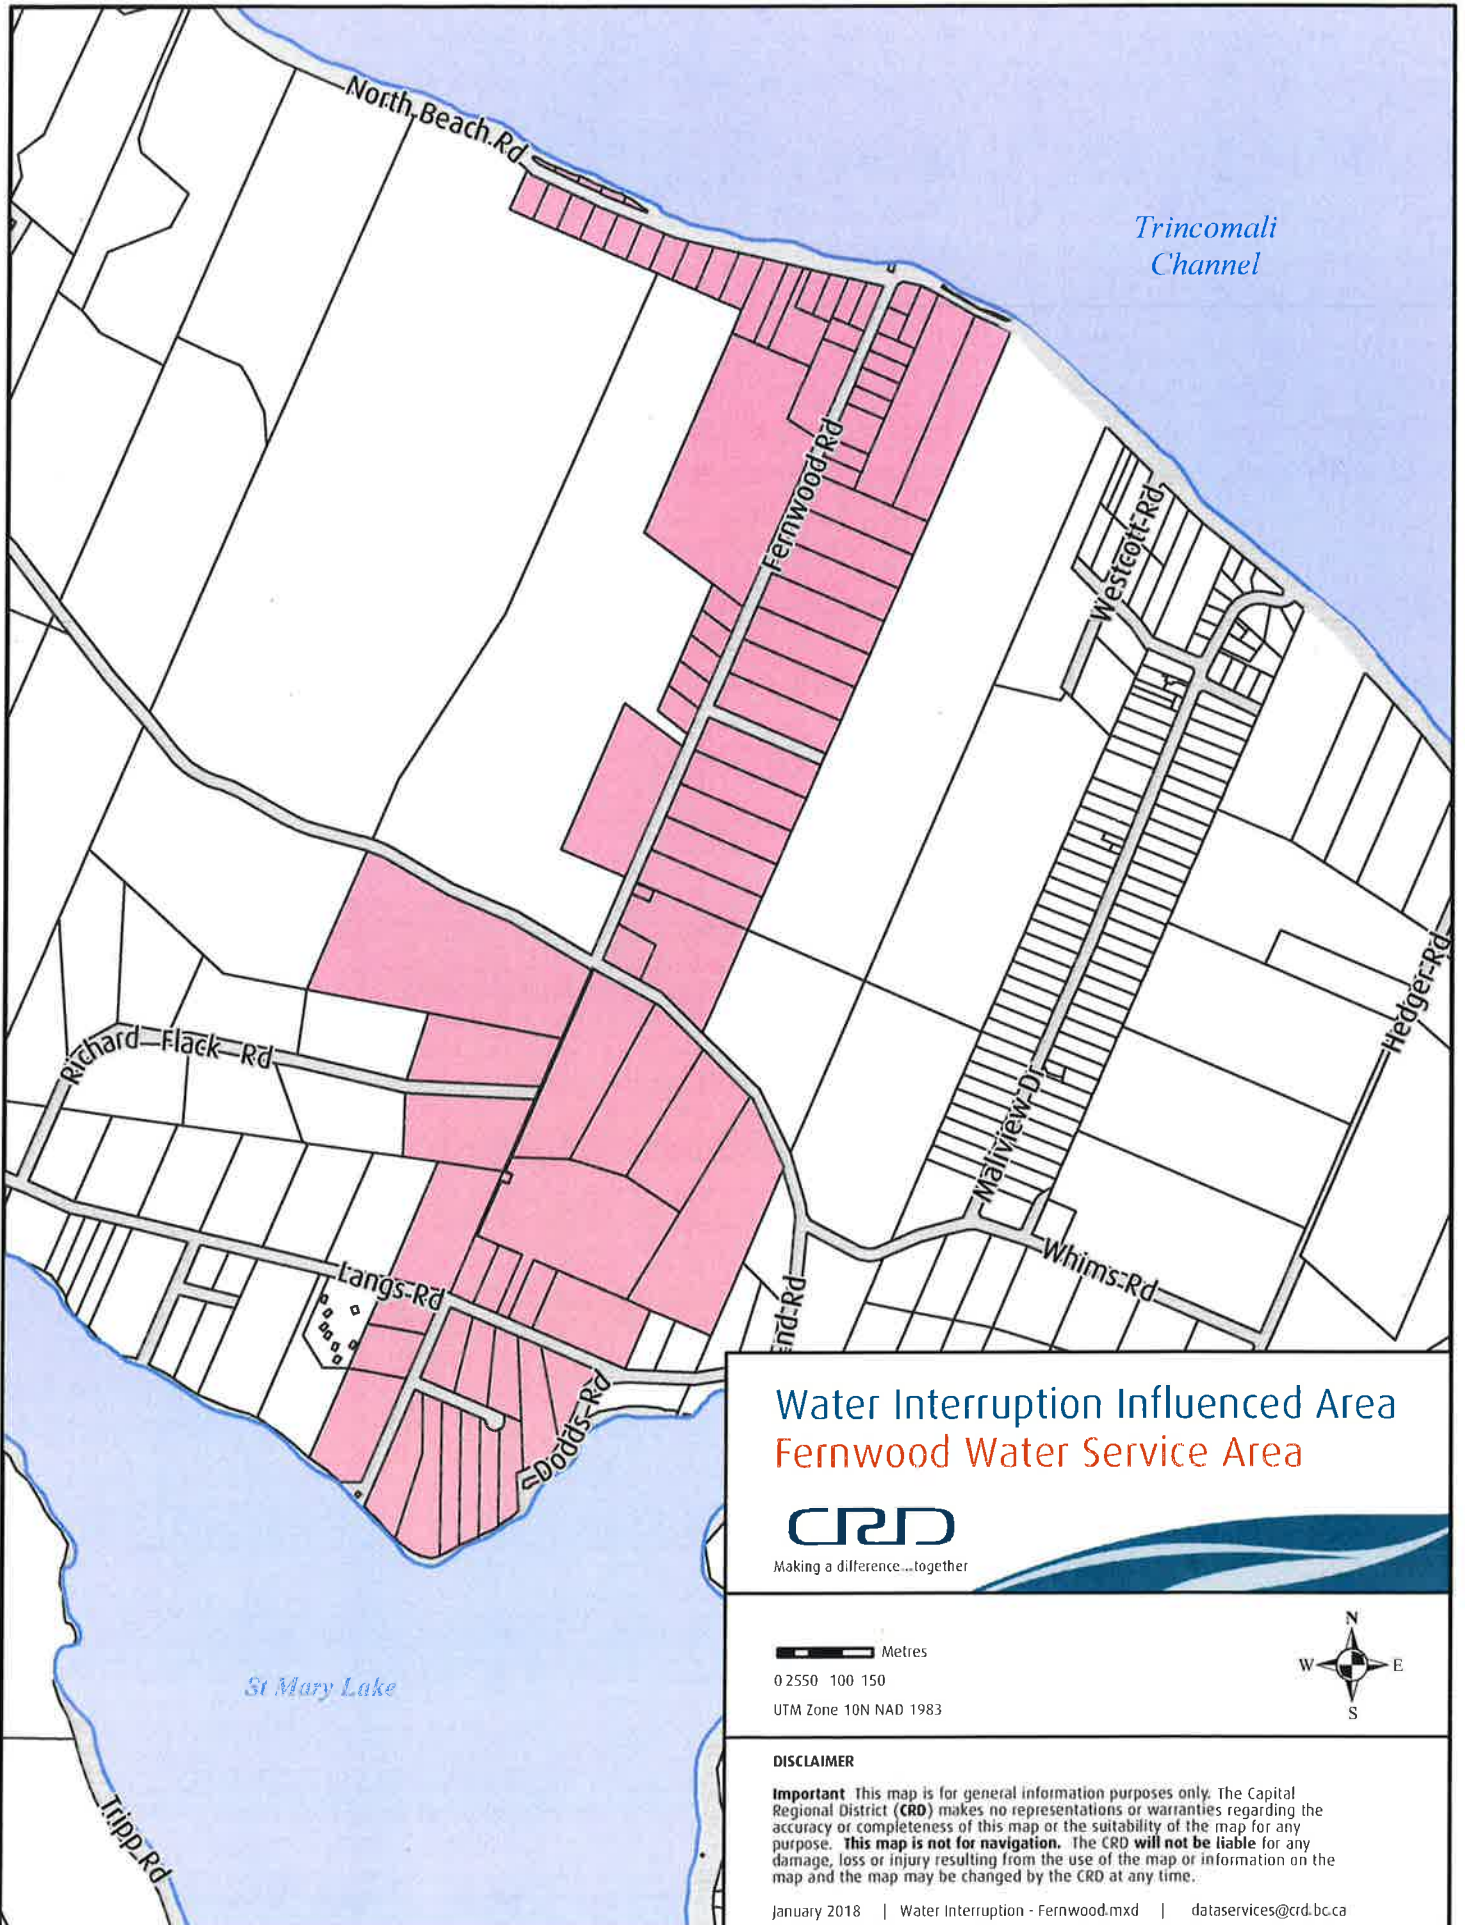 North Beach Rd
Trincomali
Channel
Fernwood Rd
Westcott Rd
Hedger Rd
Richard Flack Rd
Maliview Dr
Whims Rd
Langs Rd
End Rd
Dodds Rd
St Mary Lake
Tripp Rd
Water Interruption Influenced Area
Fernwood Water Service Area
CRD
Making a difference...together
Metres
0 2550 100 150
UTM Zone 10N NAD 1983
N
W E
S
DISCLAIMER
Important This map is for general information purposes only. The Capital
Regional District (CRD) makes no representations or warranties regarding the
accuracy or completeness of this map or the suitability of the map for any
purpose. This map is not for navigation. The CRD will not be liable for any
damage, loss or injury resulting from the use of the map or information on the
map and the map may be changed by the CRD at any time.
January 2018 | Water Interruption - Fernwood.mxd | dataservices@crd.bc.ca